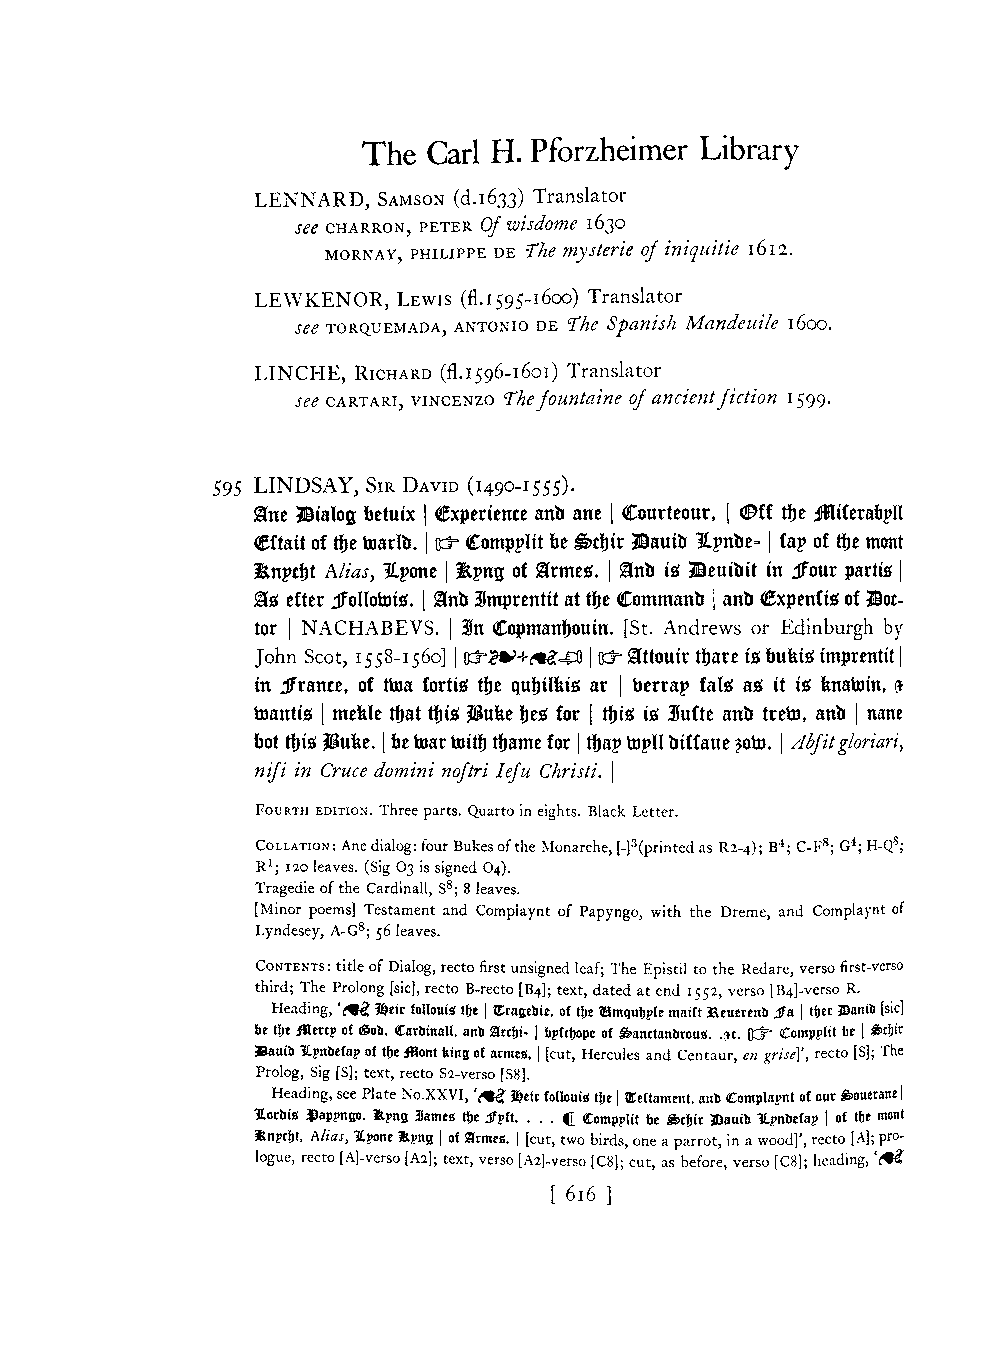 The Carl H. Pforzheimer Library
LENNARD, SAMSON (d.1633) Translator
see CHARRON, PETER Of wisdome 1630
MORNAY, PHILIPPE DE The mysterie of iniquitie 1612.
LEWKENOR, LEWIS (fl.1595-1600) Translator
see TORQUEMADA, ANTONIO DE The Spanish Mandeuile 1600.
LINCHE, RICHARD (fl.1596-1601) Translator
see CARTARI, VINCENZO The fountaine of ancient fiction 1599.
595 LINDSAY, SIR DAVID (1490-1555).
Ane Dialog betuix | Experience and ane | Courteour, | Off the Miſerabyll
Eſtait of the warld. | ☞ Compylit be Schir Dauid Lynde= | ſay of the mont
Knycht Alias, Lyone | Kyng of Armes. | And is Deuidit in Four partis |
As efter Followis. | And Imprentit at the Command | and Expenſis of Doc-
tor | NACHABEVS. | In Copmanhouin. [St. Andrews or Edinburgh by
John Scot, 1558-1560] | ☞❧+☙ | ☞ Attouir thare is bukis imprentit |
in France, of twa ſortis the quhilkis ar | verray fals as it is knawin, ⁊
wantis | mekle that this Buke hes for | this is Iuſte and trew, and | nane
bot this Buke. | be war with thame for | thay wyll diſſaue ȝow. | Abſit gloriari,
niſi in Cruce domini noſtri Ieſu Christi. |
FOURTH EDITION. Three parts. Quarto in eights. Black Letter.
COLLATION: Ane dialog: four Bukes of the Monarche, [-]³(printed as R2-4); B⁴; C-F⁸; G⁴; H-Q⁸;
R¹; 120 leaves. (Sig O3 is signed O4).
Tragedie of the Cardinall, S⁸; 8 leaves.
[Minor poems] Testament and Complaynt of Papyngo, with the Dreme, and Complaynt of
Lyndesey, A-G⁸; 56 leaves.
CONTENTS: title of Dialog, recto first unsigned leaf; The Epistil to the Redare, verso first-verso
third; The Prolong [sic], recto B-recto [B4]; text, dated at end 1552, verso [B4]-verso R.
Heading, '☙ Heir follouis the | Tragedie, of the Umquhyle maiſt Reuerend Fa | ther Danid [sic]
be the Mercy of God, Cardinall, and Archi- | byſchope of Sanctandrous, .⁊c. ☞ Compylit be | Schir
Dauid Lyndeſay of the Mont king of armes, | [cut, Hercules and Centaur, en grise]', recto [S]; The
Prolog, Sig [S]; text, recto S2-verso [S8].
Heading, see Plate No.XXVI, '☙ Heir follouis the | Teſtament, and Complaynt of our Souerane |
Lordis Papyngo. Kyng James the Fyft. . . . ¶ Compylit be Schir Dauid Lyndeſay | of the mont
Knycht, Alias, Lyone Kyng | of Armes. | [cut, two birds, one a parrot, in a wood]', recto [A]; pro-
logue, recto [A]-verso [A2]; text, verso [A2]-verso [C8]; cut, as before, verso [C8]; heading, '☙
[ 616 ]